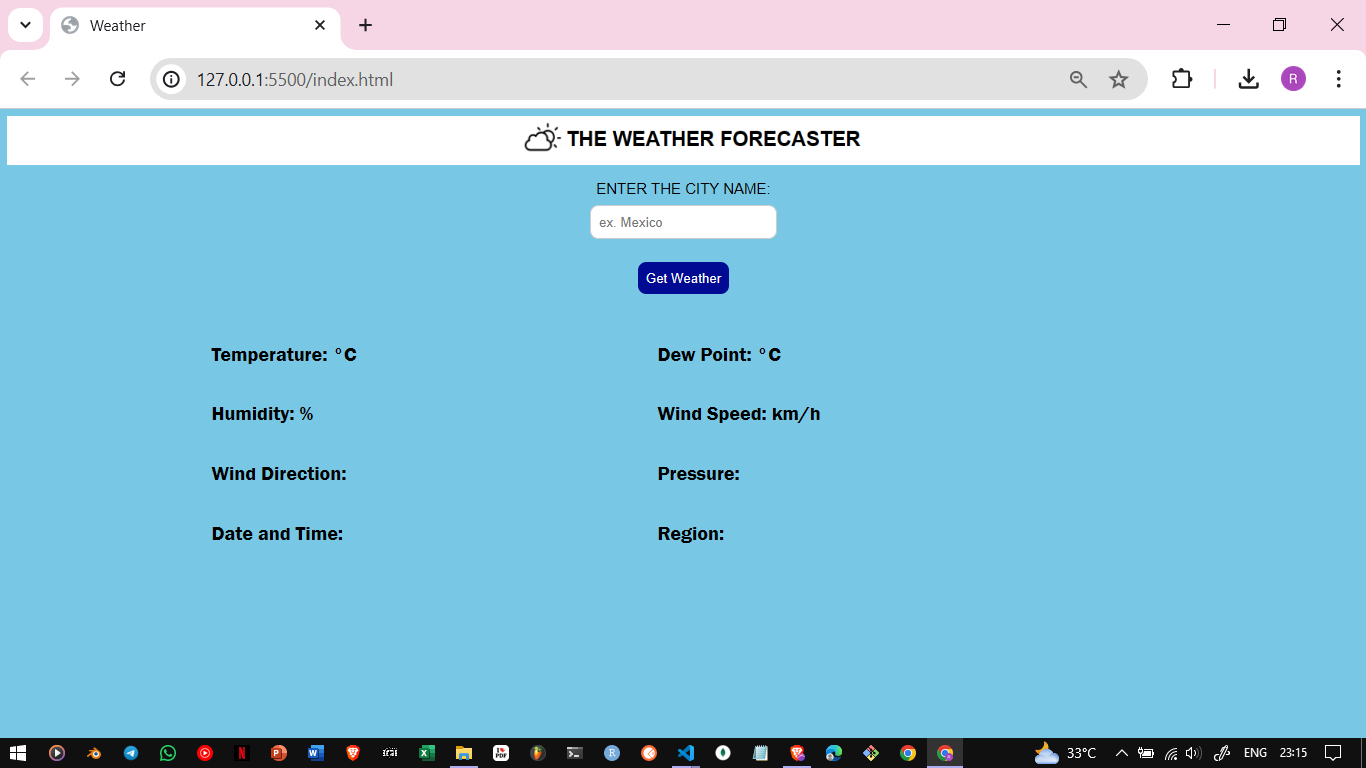 Weather
127.0.0.1:5500/index.html
R
THE WEATHER FORECASTER
ENTER THE CITY NAME:
ex. Mexico
Get Weather
Temperature: °C
Dew Point: °C
Humidity: %
Wind Speed: km/h
Wind Direction:
Pressure:
Date and Time:
Region:
33°C
ENG
23:15